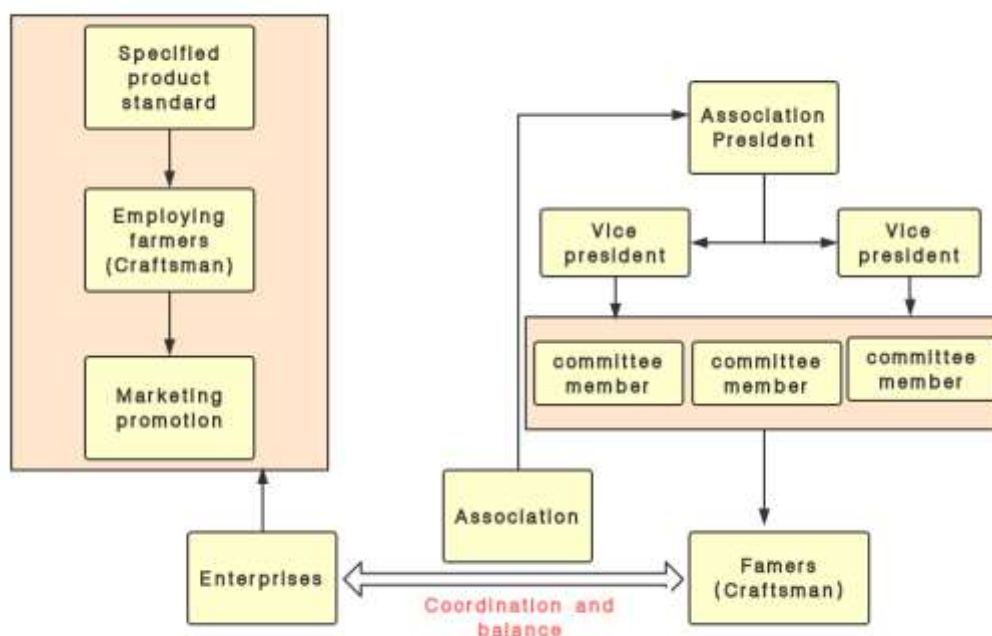 Specified
product
standard
Employing
farmers
(Craftsman)
Marketing
promotion
Enterprises
Association
Association
President
Vice
president
Vice
president
committee
member
committee
member
committee
member
Famers
(Craftsman)
Coordination and
balance